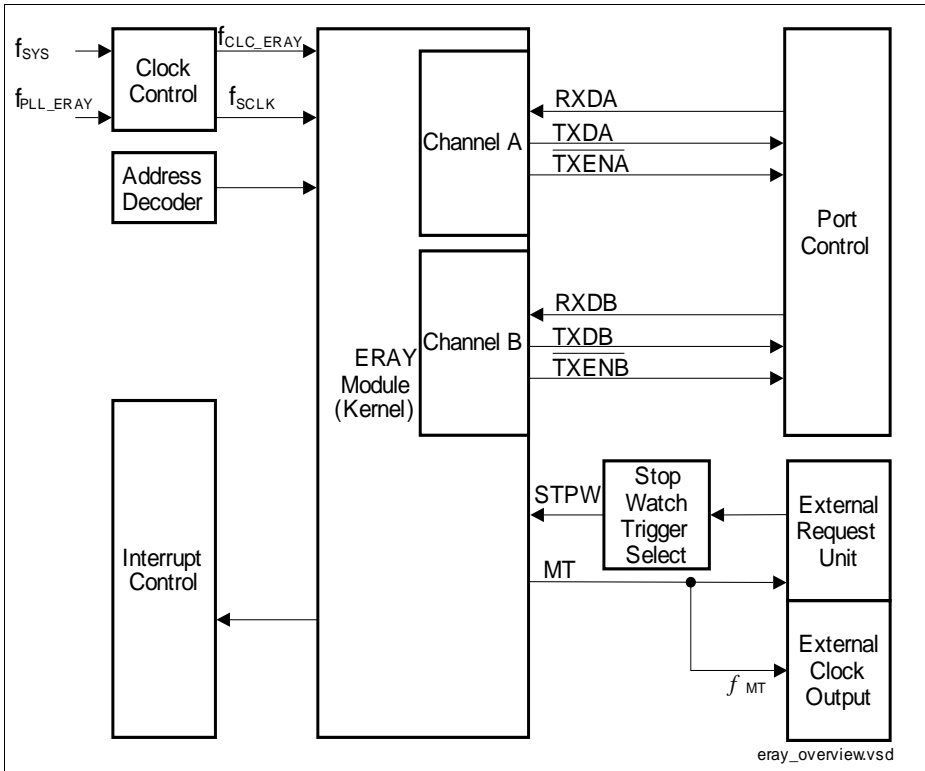 fSYS
fPLL_ERAY
Clock
Control
fCLC_ERAY
fSCLK
Address
Decoder
Interrupt
Control
ERAY
Module
(Kernel)
Channel A
Channel B
RXDA
TXDA
TXENA
RXDB
TXDB
TXENB
Port
Control
STPW
Stop
Watch
Trigger
Select
External
Request
Unit
MT
External
Clock
Output
f MT
eray_overview.vsd